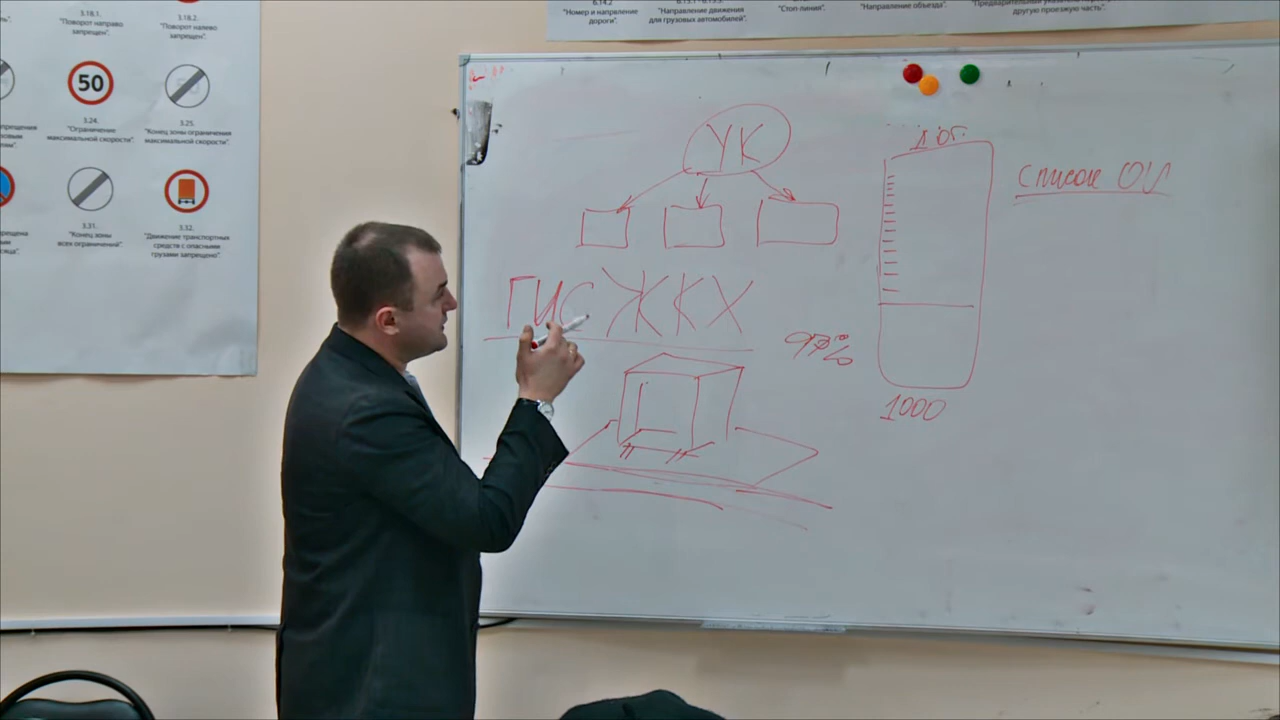 3.18.1.
"Поворот направо
запрещен".
3.18.2.
"Поворот налево
запрещен".
50
3.24.
"Ограничение
максимальной скорости".
3.25.
"Конец зоны ограничения
максимальной скорости".
3.31.
"Конец зоны
всех ограничений".
3.32.
"Движение транспортных
средств с опасными
грузами запрещено".
6.14.2
"Номер и направление
дороги".
"Направление движения
для грузовых автомобилей".
"Стоп-линия".
"Направление объезда".
другую проезжую часть".
УК
ГИС ЖКХ
97%
1000
список